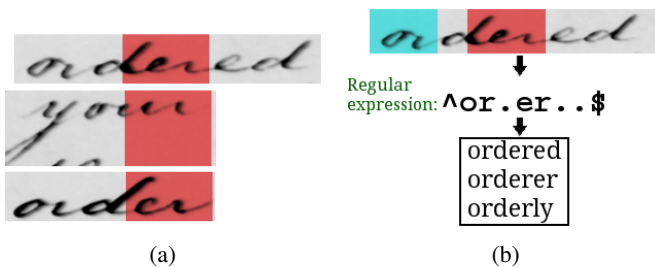 ordered
your
order
(a)
ordered
Regular
expression: ^or.er..$
ordered
orderer
orderly
(b)